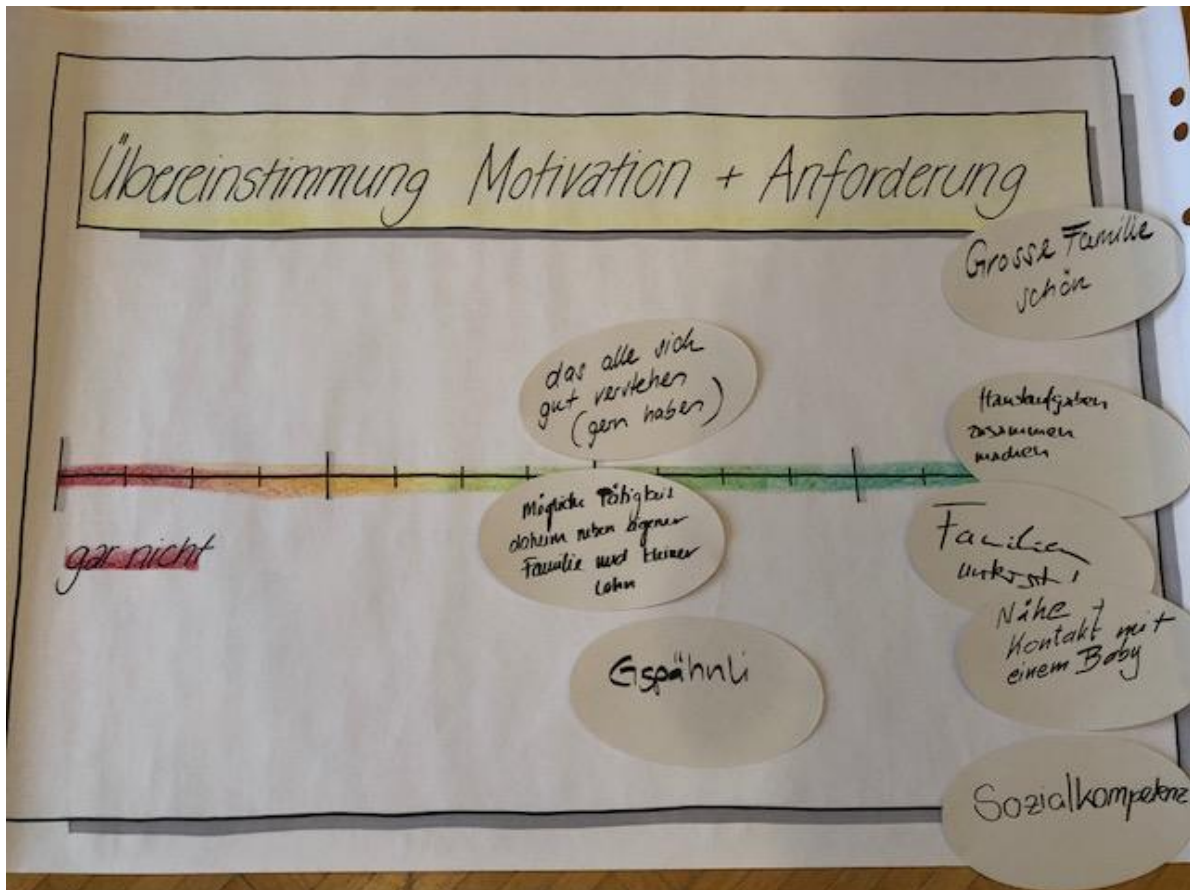 Übereinstimmung Motivation + Anforderung
Grosse Familie
schön
das alle sich
gut verstehen
(gern haben)
Hausaufgaben
zusammen
machen
Mögliche Tätigkeit
daheim neben eigener
Familie und kleiner
Lohn
gar nicht
Familien
Nähe +
Kontakt mit
einem Baby
Gspähnli
Sozialkompetenz